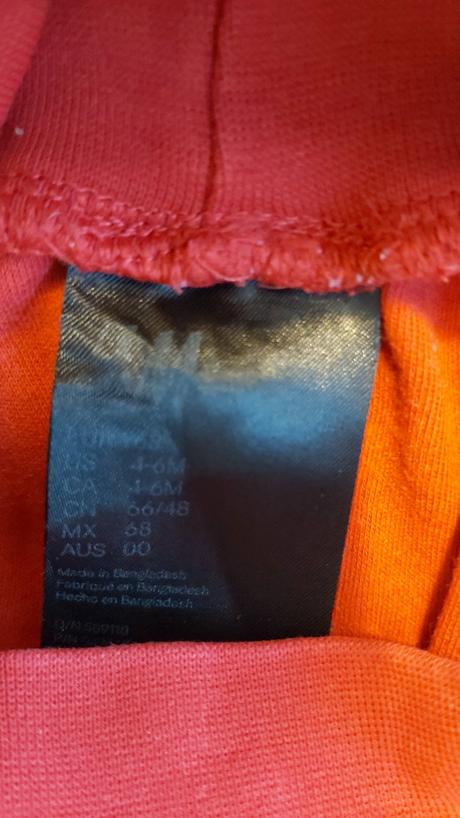 US 4-6M
CA 4-6M
CN 66/48
MX 68
AUS 00
Made in Bangladesh
Fabriqué en Bangladesh
Hecho en Bangladesh
O/N 569110
P/N